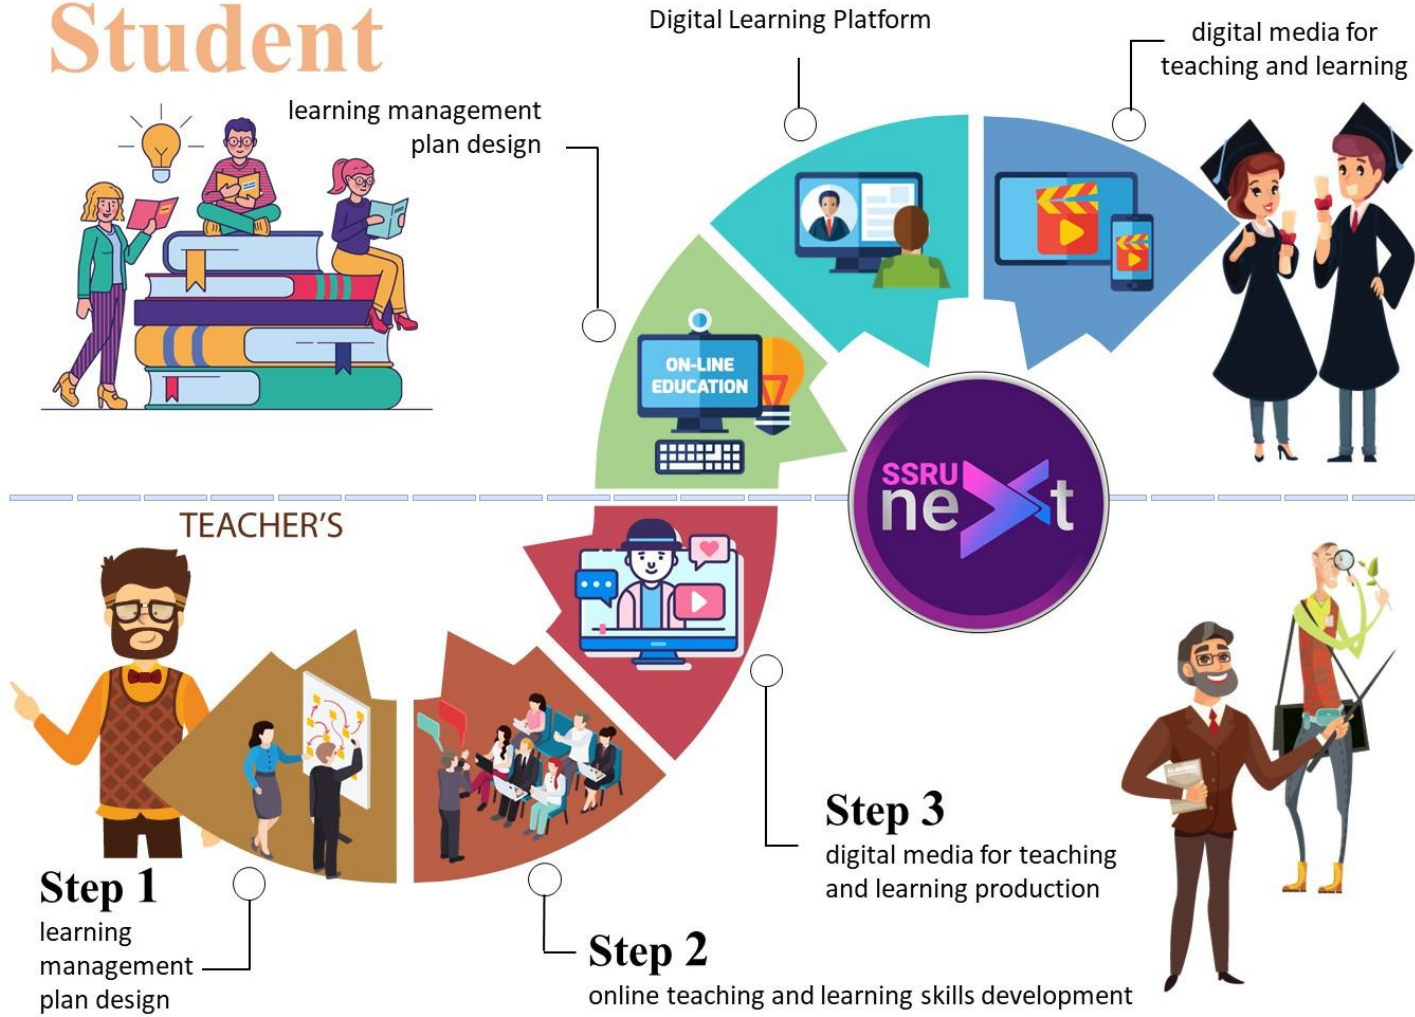 Student
Digital Learning Platform
digital media for
teaching and learning
learning management
plan design
ON-LINE
EDUCATION
SSRU
next
TEACHER'S
Step 1
learning
management
plan design
Step 2
online teaching and learning skills development
Step 3
digital media for teaching
and learning production